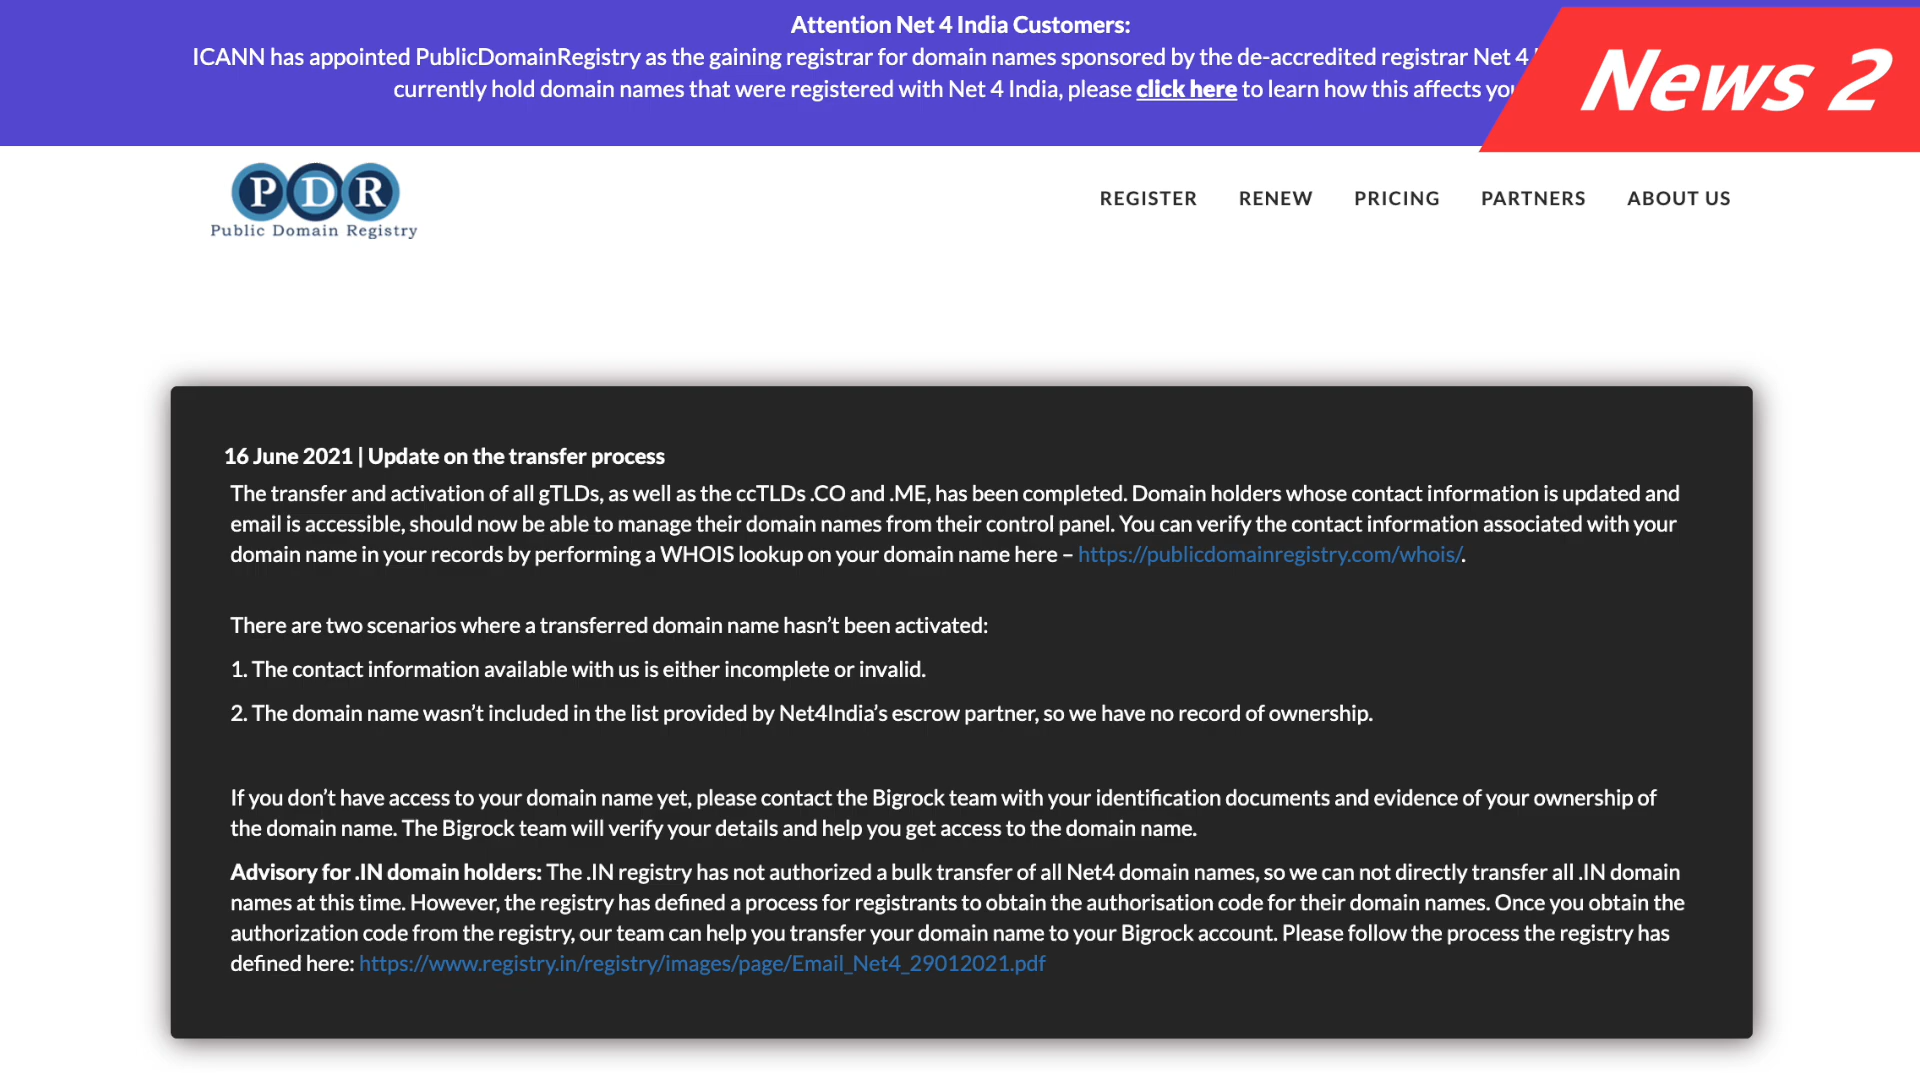 Attention Net 4 India Customers:
ICANN has appointed PublicDomainRegistry as the gaining registrar for domain names sponsored by the de-accredited registrar Net 4
currently hold domain names that were registered with Net 4 India, please click here to learn how this affects
News 2
PDR
Public Domain Registry
REGISTER RENEW PRICING PARTNERS ABOUT US
16 June 2021 | Update on the transfer process
The transfer and activation of all gTLDs, as well as the ccTLDs .CO and .ME, has been completed. Domain holders whose contact information is updated and
email is accessible, should now be able to manage their domain names from their control panel. You can verify the contact information associated with your
domain name in your records by performing a WHOIS lookup on your domain name here – https://publicdomainregistry.com/whois/.
There are two scenarios where a transferred domain name hasn’t been activated:
1. The contact information available with us is either incomplete or invalid.
2. The domain name wasn’t included in the list provided by Net4India’s escrow partner, so we have no record of ownership.
If you don’t have access to your domain name yet, please contact the Bigrock team with your identification documents and evidence of your ownership of
the domain name. The Bigrock team will verify your details and help you get access to the domain name.
Advisory for .IN domain holders: The .IN registry has not authorized a bulk transfer of all Net4 domain names, so we can not directly transfer all .IN domain
names at this time. However, the registry has defined a process for registrants to obtain the authorisation code for their domain names. Once you obtain the
authorization code from the registry, our team can help you transfer your domain name to your Bigrock account. Please follow the process the registry has
defined here: https://www.registry.in/registry/images/page/Email_Net4_29012021.pdf